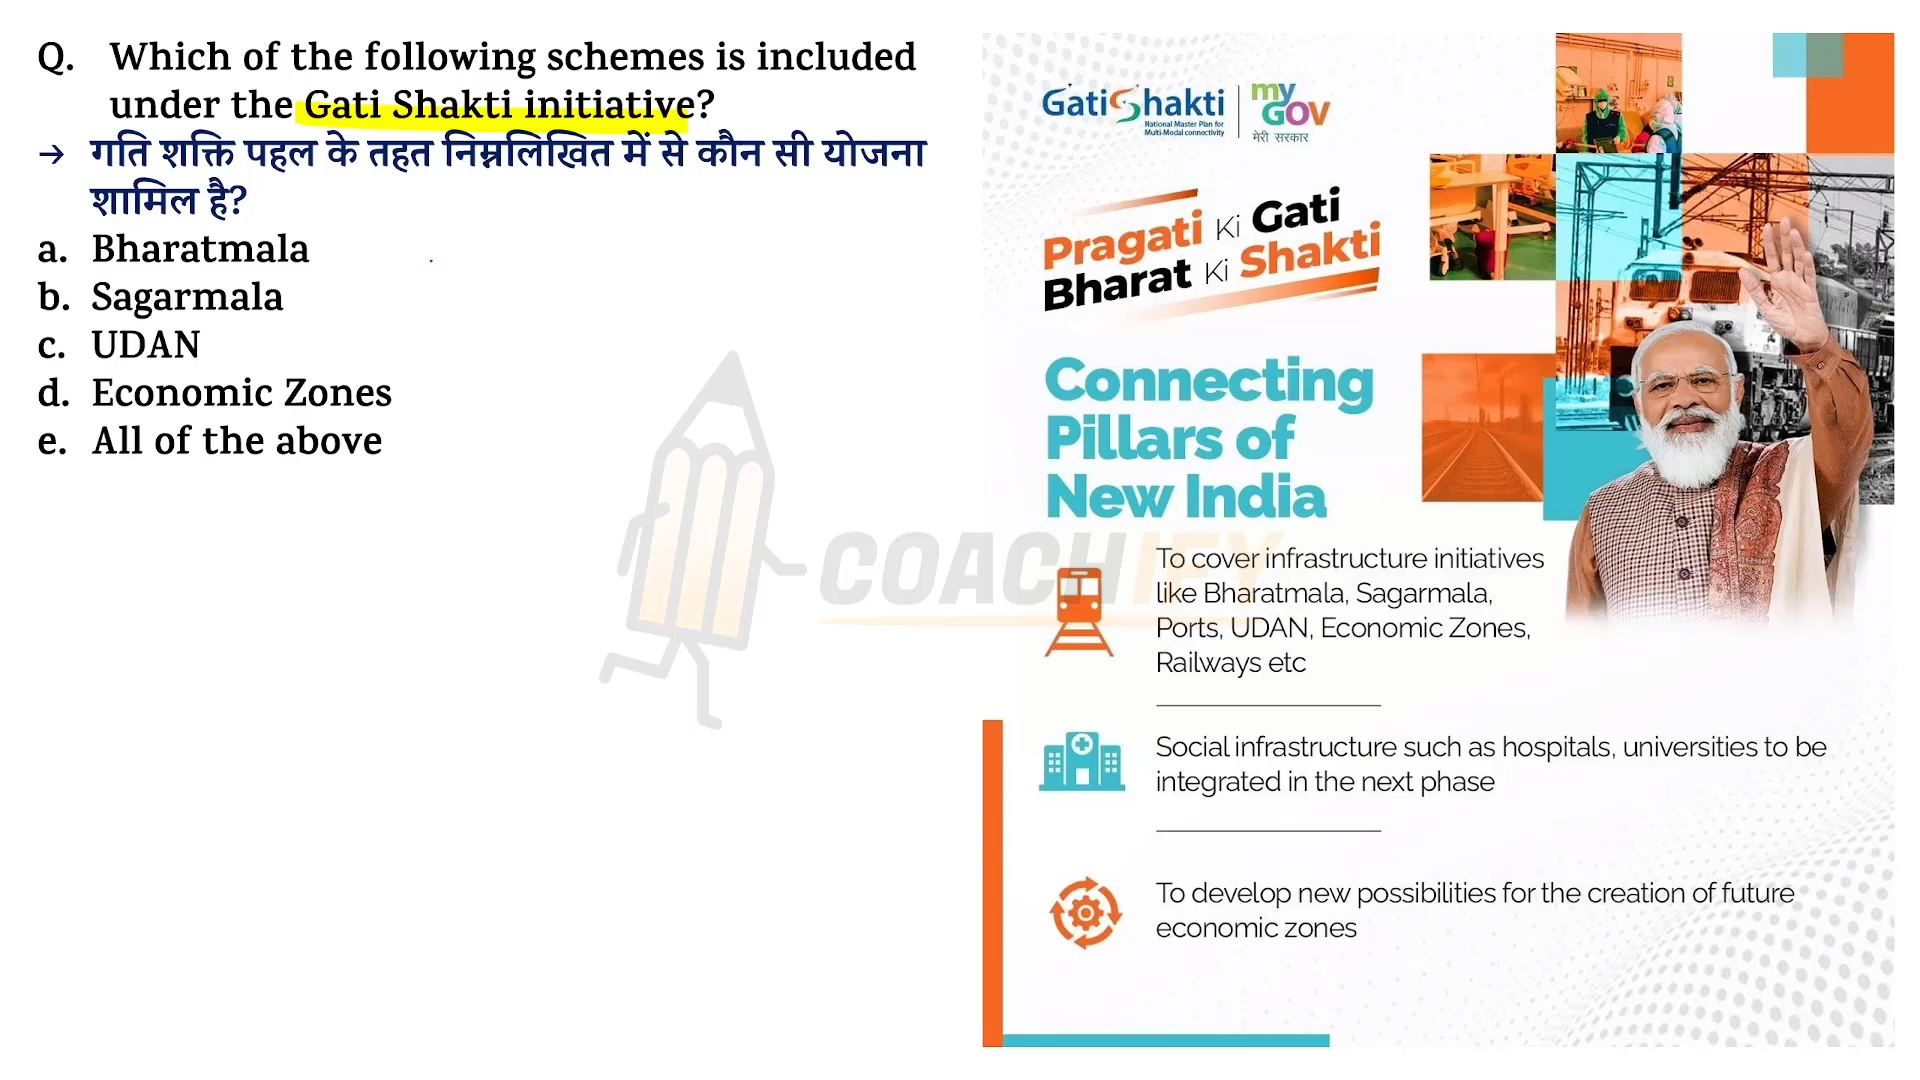 Q. Which of the following schemes is included
under the Gati Shakti initiative?
→ गति शक्ति पहल के तहत निम्नलिखित में से कौन सी योजना
शामिल है?
a. Bharatmala
b. Sagarmala
c. UDAN
d. Economic Zones
e. All of the above
COACHIFY
GatiShakti
National Master Plan for
Multi-Modal connectivity
my
GOV
मेरी सरकार
Pragati Ki Gati
Bharat Ki Shakti
Connecting
Pillars of
New India
To cover infrastructure initiatives
like Bharatmala, Sagarmala,
Ports, UDAN, Economic Zones,
Railways etc
Social infrastructure such as hospitals, universities to be
integrated in the next phase
To develop new possibilities for the creation of future
economic zones